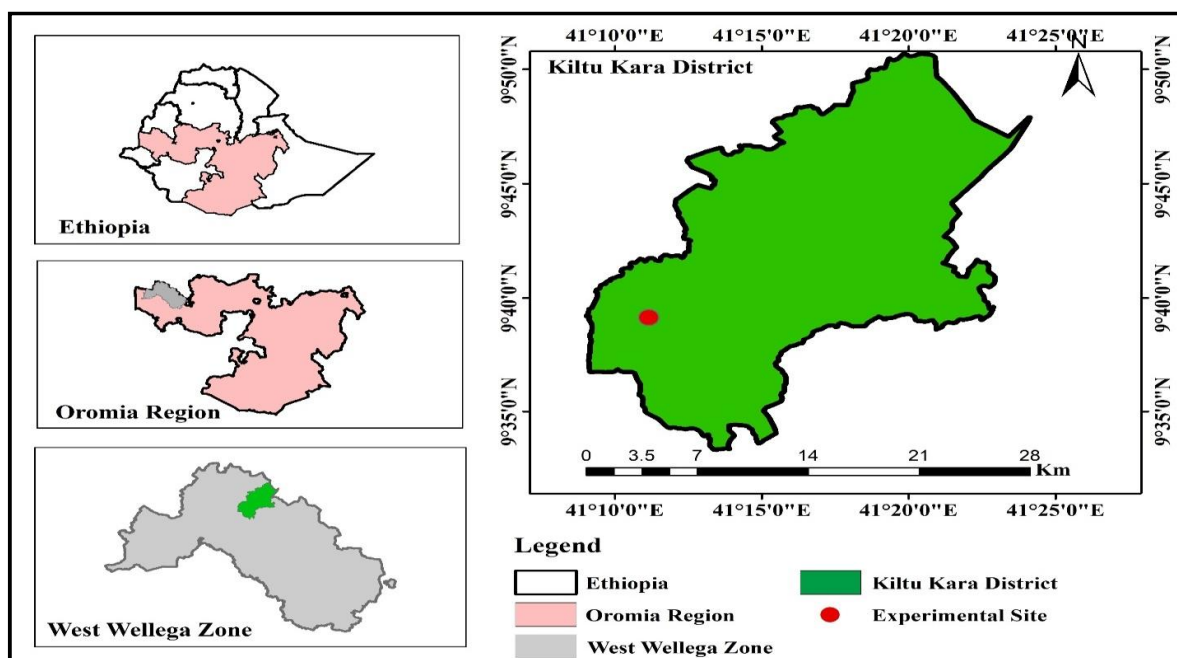 Ethiopia
Oromia Region
West Wellega Zone
41°10'0"E 41°15'0"E 41°20'0"E 41°25'0"E
Kiltu Kara District
N
9°50'0"N
9°45'0"N
9°40'0"N
9°35'0"N
9°50'0"N
9°45'0"N
9°40'0"N
9°35'0"N
0 3.5 7 14 21 28
Km
41°10'0"E 41°15'0"E 41°20'0"E 41°25'0"E
Legend
Ethiopia
Oromia Region
West Wellega Zone
Kiltu Kara District
Experimental Site